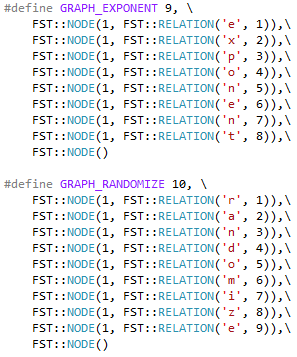 #define GRAPH_EXPONENT 9, \
    FST::NODE(1, FST::RELATION('e', 1)),\
    FST::NODE(1, FST::RELATION('x', 2)),\
    FST::NODE(1, FST::RELATION('p', 3)),\
    FST::NODE(1, FST::RELATION('o', 4)),\
    FST::NODE(1, FST::RELATION('n', 5)),\
    FST::NODE(1, FST::RELATION('e', 6)),\
    FST::NODE(1, FST::RELATION('n', 7)),\
    FST::NODE(1, FST::RELATION('t', 8)),\
    FST::NODE()
#define GRAPH_RANDOMIZE 10, \
    FST::NODE(1, FST::RELATION('r', 1)),\
    FST::NODE(1, FST::RELATION('a', 2)),\
    FST::NODE(1, FST::RELATION('n', 3)),\
    FST::NODE(1, FST::RELATION('d', 4)),\
    FST::NODE(1, FST::RELATION('o', 5)),\
    FST::NODE(1, FST::RELATION('m', 6)),\
    FST::NODE(1, FST::RELATION('i', 7)),\
    FST::NODE(1, FST::RELATION('z', 8)),\
    FST::NODE(1, FST::RELATION('e', 9)),\
    FST::NODE()